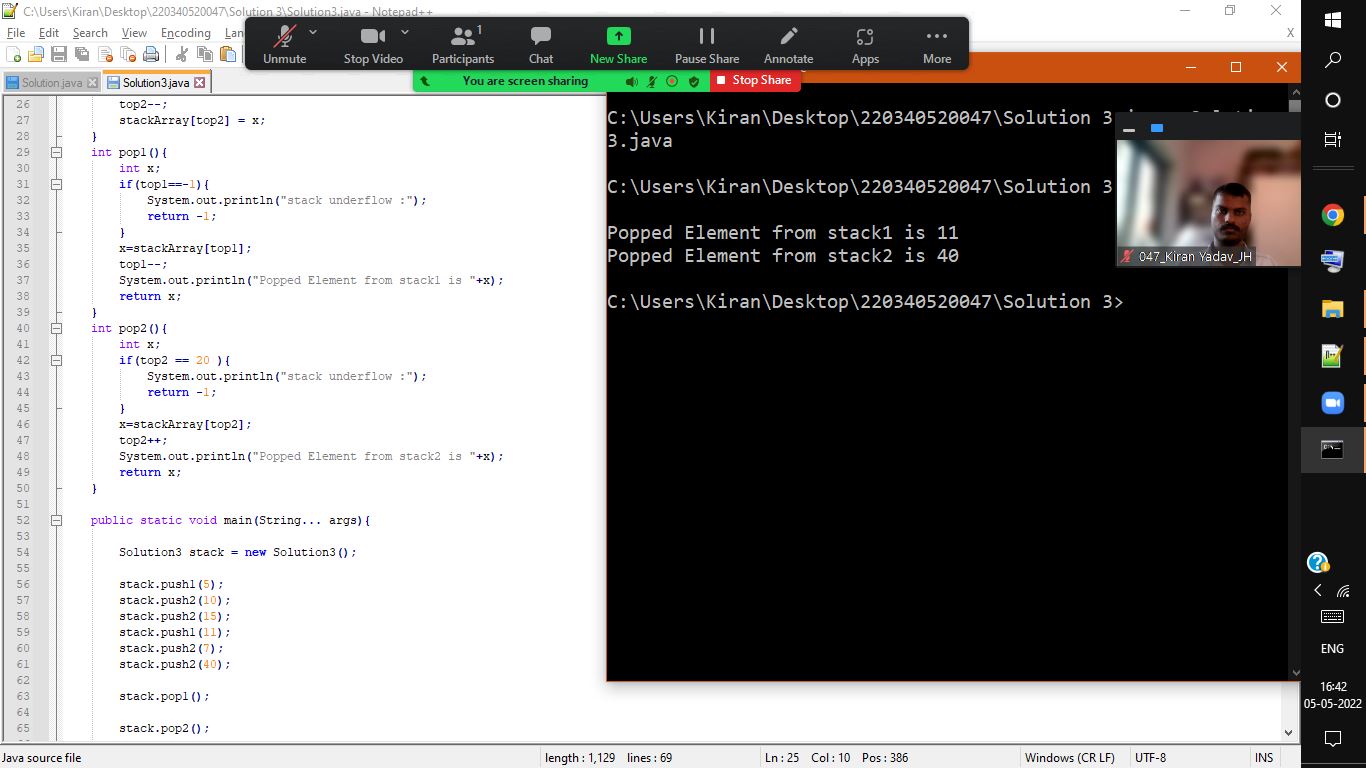 C:\Users\Kiran\Desktop\220340520047\Solution 3\Solution3.java - Notepad++
File Edit Search View Encoding Lan
X
Unmute
Stop Video
1
Participants
Chat
New Share
Pause Share
Annotate
Apps
More
You are screen sharing
Stop Share
Solution.java
Solution3.java
26 top2--;
27 stackArray[top2] = x;
28 }
29 int pop1(){
30 int x;
31 if(top1==-1){
32 System.out.println("stack underflow :");
33 return -1;
34 }
35 x=stackArray[top1];
36 top1--;
37 System.out.println("Popped Element from stack1 is "+x);
38 return x;
39 }
40 int pop2(){
41 int x;
42 if(top2 == 20 ){
43 System.out.println("stack underflow :");
44 return -1;
45 }
46 x=stackArray[top2];
47 top2++;
48 System.out.println("Popped Element from stack2 is "+x);
49 return x;
50 }
51
52 public static void main(String... args){
53
54 Solution3 stack = new Solution3();
55
56 stack.push1(5);
57 stack.push2(10);
58 stack.push2(15);
59 stack.push1(11);
60 stack.push2(7);
61 stack.push2(40);
62
63 stack.pop1();
64
65 stack.pop2();
C:\Users\Kiran\Desktop\220340520047\Solution 3
3.java
C:\Users\Kiran\Desktop\220340520047\Solution 3
Popped Element from stack1 is 11
Popped Element from stack2 is 40
C:\Users\Kiran\Desktop\220340520047\Solution 3>
047_Kiran Yadav_JH
Java source file
length : 1,129 lines : 69
Ln : 25 Col : 10 Pos : 386
Windows (CR LF)
UTF-8
INS
ENG
16:42
05-05-2022